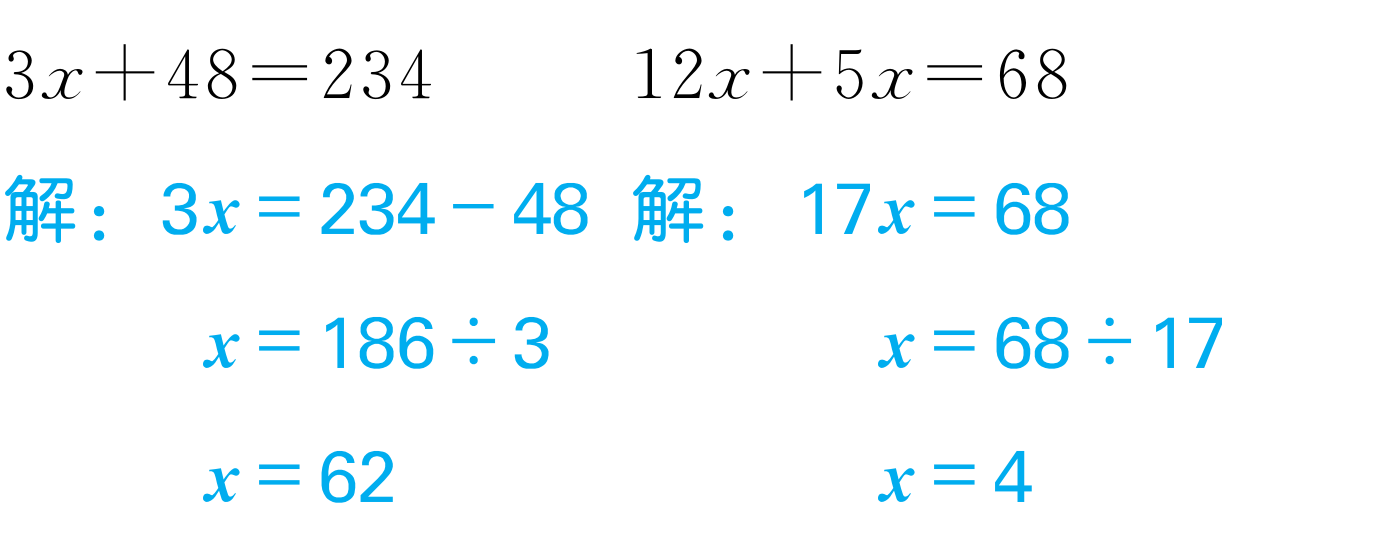 3x+48=234 12x+5x=68
解：3x=234-48 解：17x=68
x=186÷3 x=68÷17
x=62 x=4